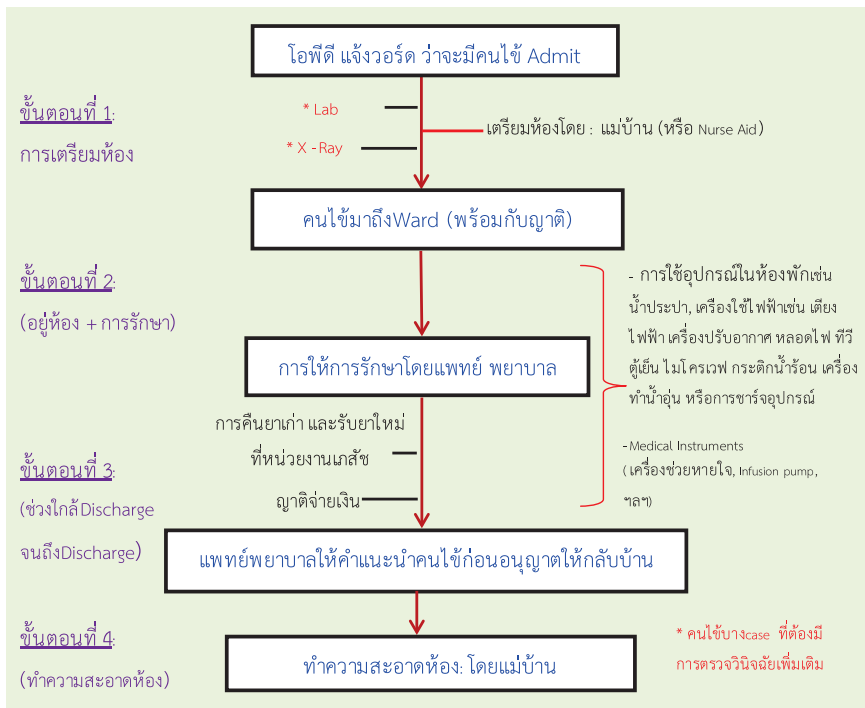 โอพีดี แจ้งวอร์ด ว่าจะมีคนไข้ Admit
ขั้นตอนที่ 1:
การเตรียมห้อง
* Lab
* X - Ray
เตรียมห้องโดย : แม่บ้าน (หรือ Nurse Aid)
คนไข้มาถึงWard (พร้อมกับญาติ)
ขั้นตอนที่ 2:
(อยู่ห้อง + การรักษา)
- การใช้อุปกรณ์ในห้องพักเช่น
น้ำประปา, เครื่องใช้ไฟฟ้าเช่น เตียง
ไฟฟ้า เครื่องปรับอากาศ หลอดไฟ ทีวี
ตู้เย็น ไมโครเวฟ กระติกน้ำร้อน เครื่อง
ทำน้ำอุ่น หรือการชาร์จอุปกรณ์
- Medical Instruments
( เครื่องช่วยหายใจ, Infusion pump,
ฯลฯ)
การให้การรักษาโดยแพทย์ พยาบาล
การคืนยาเก่า และรับยาใหม่
ที่หน่วยงานเภสัช
ญาติจ่ายเงิน
ขั้นตอนที่ 3:
(ช่วงใกล้Discharge
จนถึงDischarge)
แพทย์พยาบาลให้คำแนะนำคนไข้ก่อนอนุญาตให้กลับบ้าน
ขั้นตอนที่ 4:
(ทำความสะอาดห้อง)
ทำความสะอาดห้อง: โดยแม่บ้าน
* คนไข้บางcase ที่ต้องมี
การตรวจวินิจฉัยเพิ่มเติม